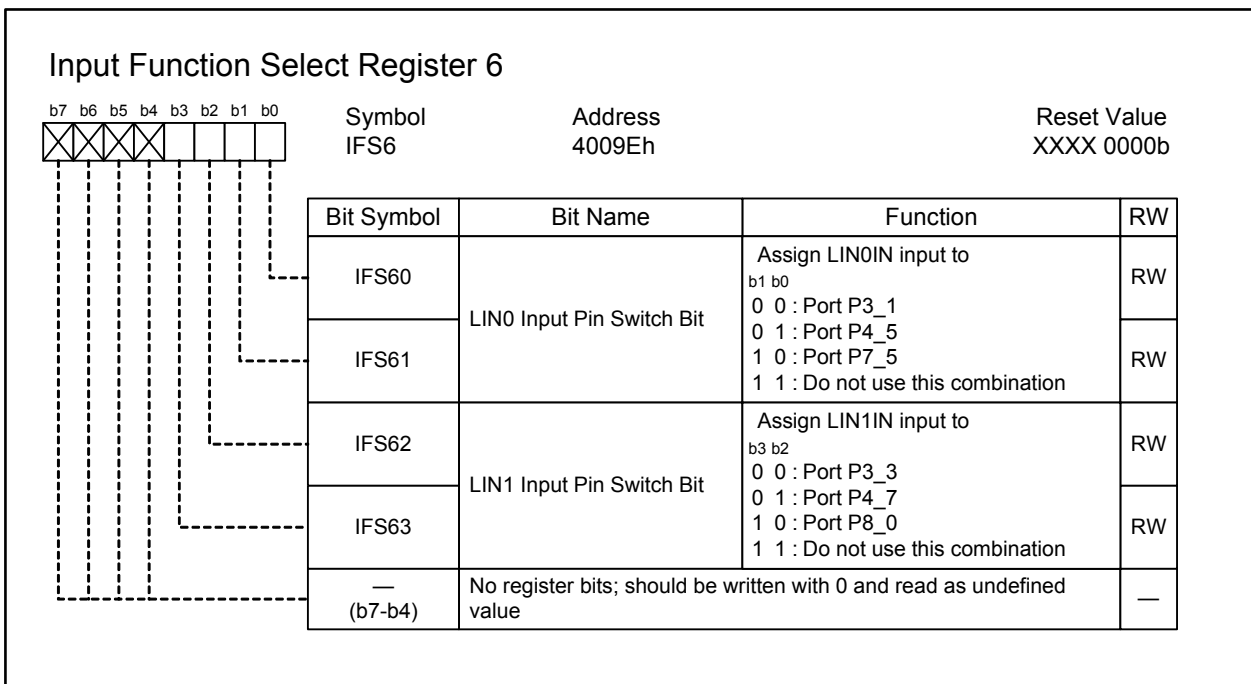 Input Function Select Register 6
b7 b6 b5 b4 b3 b2 b1 b0
Symbol Address Reset Value
IFS6 4009Eh XXXX 0000b
Bit Symbol Bit Name Function RW
IFS60
LIN0 Input Pin Switch Bit
Assign LIN0IN input to
b1 b0
0 0 : Port P3_1
0 1 : Port P4_5
1 0 : Port P7_5
1 1 : Do not use this combination
RW
IFS61
RW
IFS62
LIN1 Input Pin Switch Bit
Assign LIN1IN input to
b3 b2
0 0 : Port P3_3
0 1 : Port P4_7
1 0 : Port P8_0
1 1 : Do not use this combination
RW
IFS63
RW
—
(b7-b4)
No register bits; should be written with 0 and read as undefined
value
—